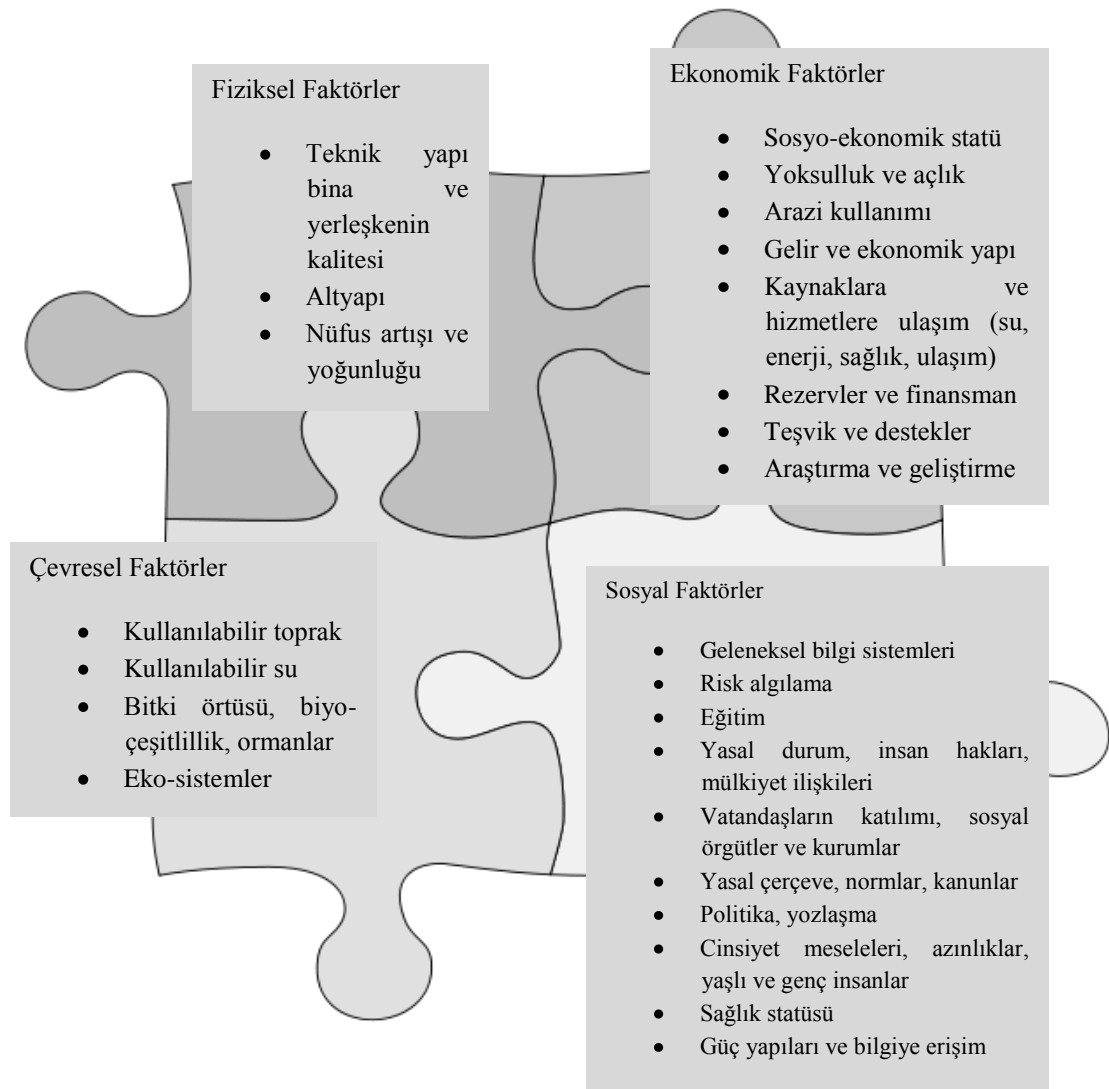 Fiziksel Faktörler
• Teknik yapı
bina ve
yerleşkenin
kalitesi
• Altyapı
• Nüfus artışı ve
yoğunluğu
Ekonomik Faktörler
• Sosyo-ekonomik statü
• Yoksulluk ve açlık
• Arazi kullanımı
• Gelir ve ekonomik yapı
• Kaynaklara ve
hizmetlere ulaşım (su,
enerji, sağlık, ulaşım)
• Rezervler ve finansman
• Teşvik ve destekler
• Araştırma ve geliştirme
Çevresel Faktörler
• Kullanılabilir toprak
• Kullanılabilir su
• Bitki örtüsü, biyo-
çeşitlillik, ormanlar
• Eko-sistemler
Sosyal Faktörler
• Geleneksel bilgi sistemleri
• Risk algılama
• Eğitim
• Yasal durum, insan hakları,
mülkiyet ilişkileri
• Vatandaşların katılımı, sosyal
örgütler ve kurumlar
• Yasal çerçeve, normlar, kanunlar
• Politika, yozlaşma
• Cinsiyet meseleleri, azınlıklar,
yaşlı ve genç insanlar
• Sağlık statüsü
• Güç yapıları ve bilgiye erişim